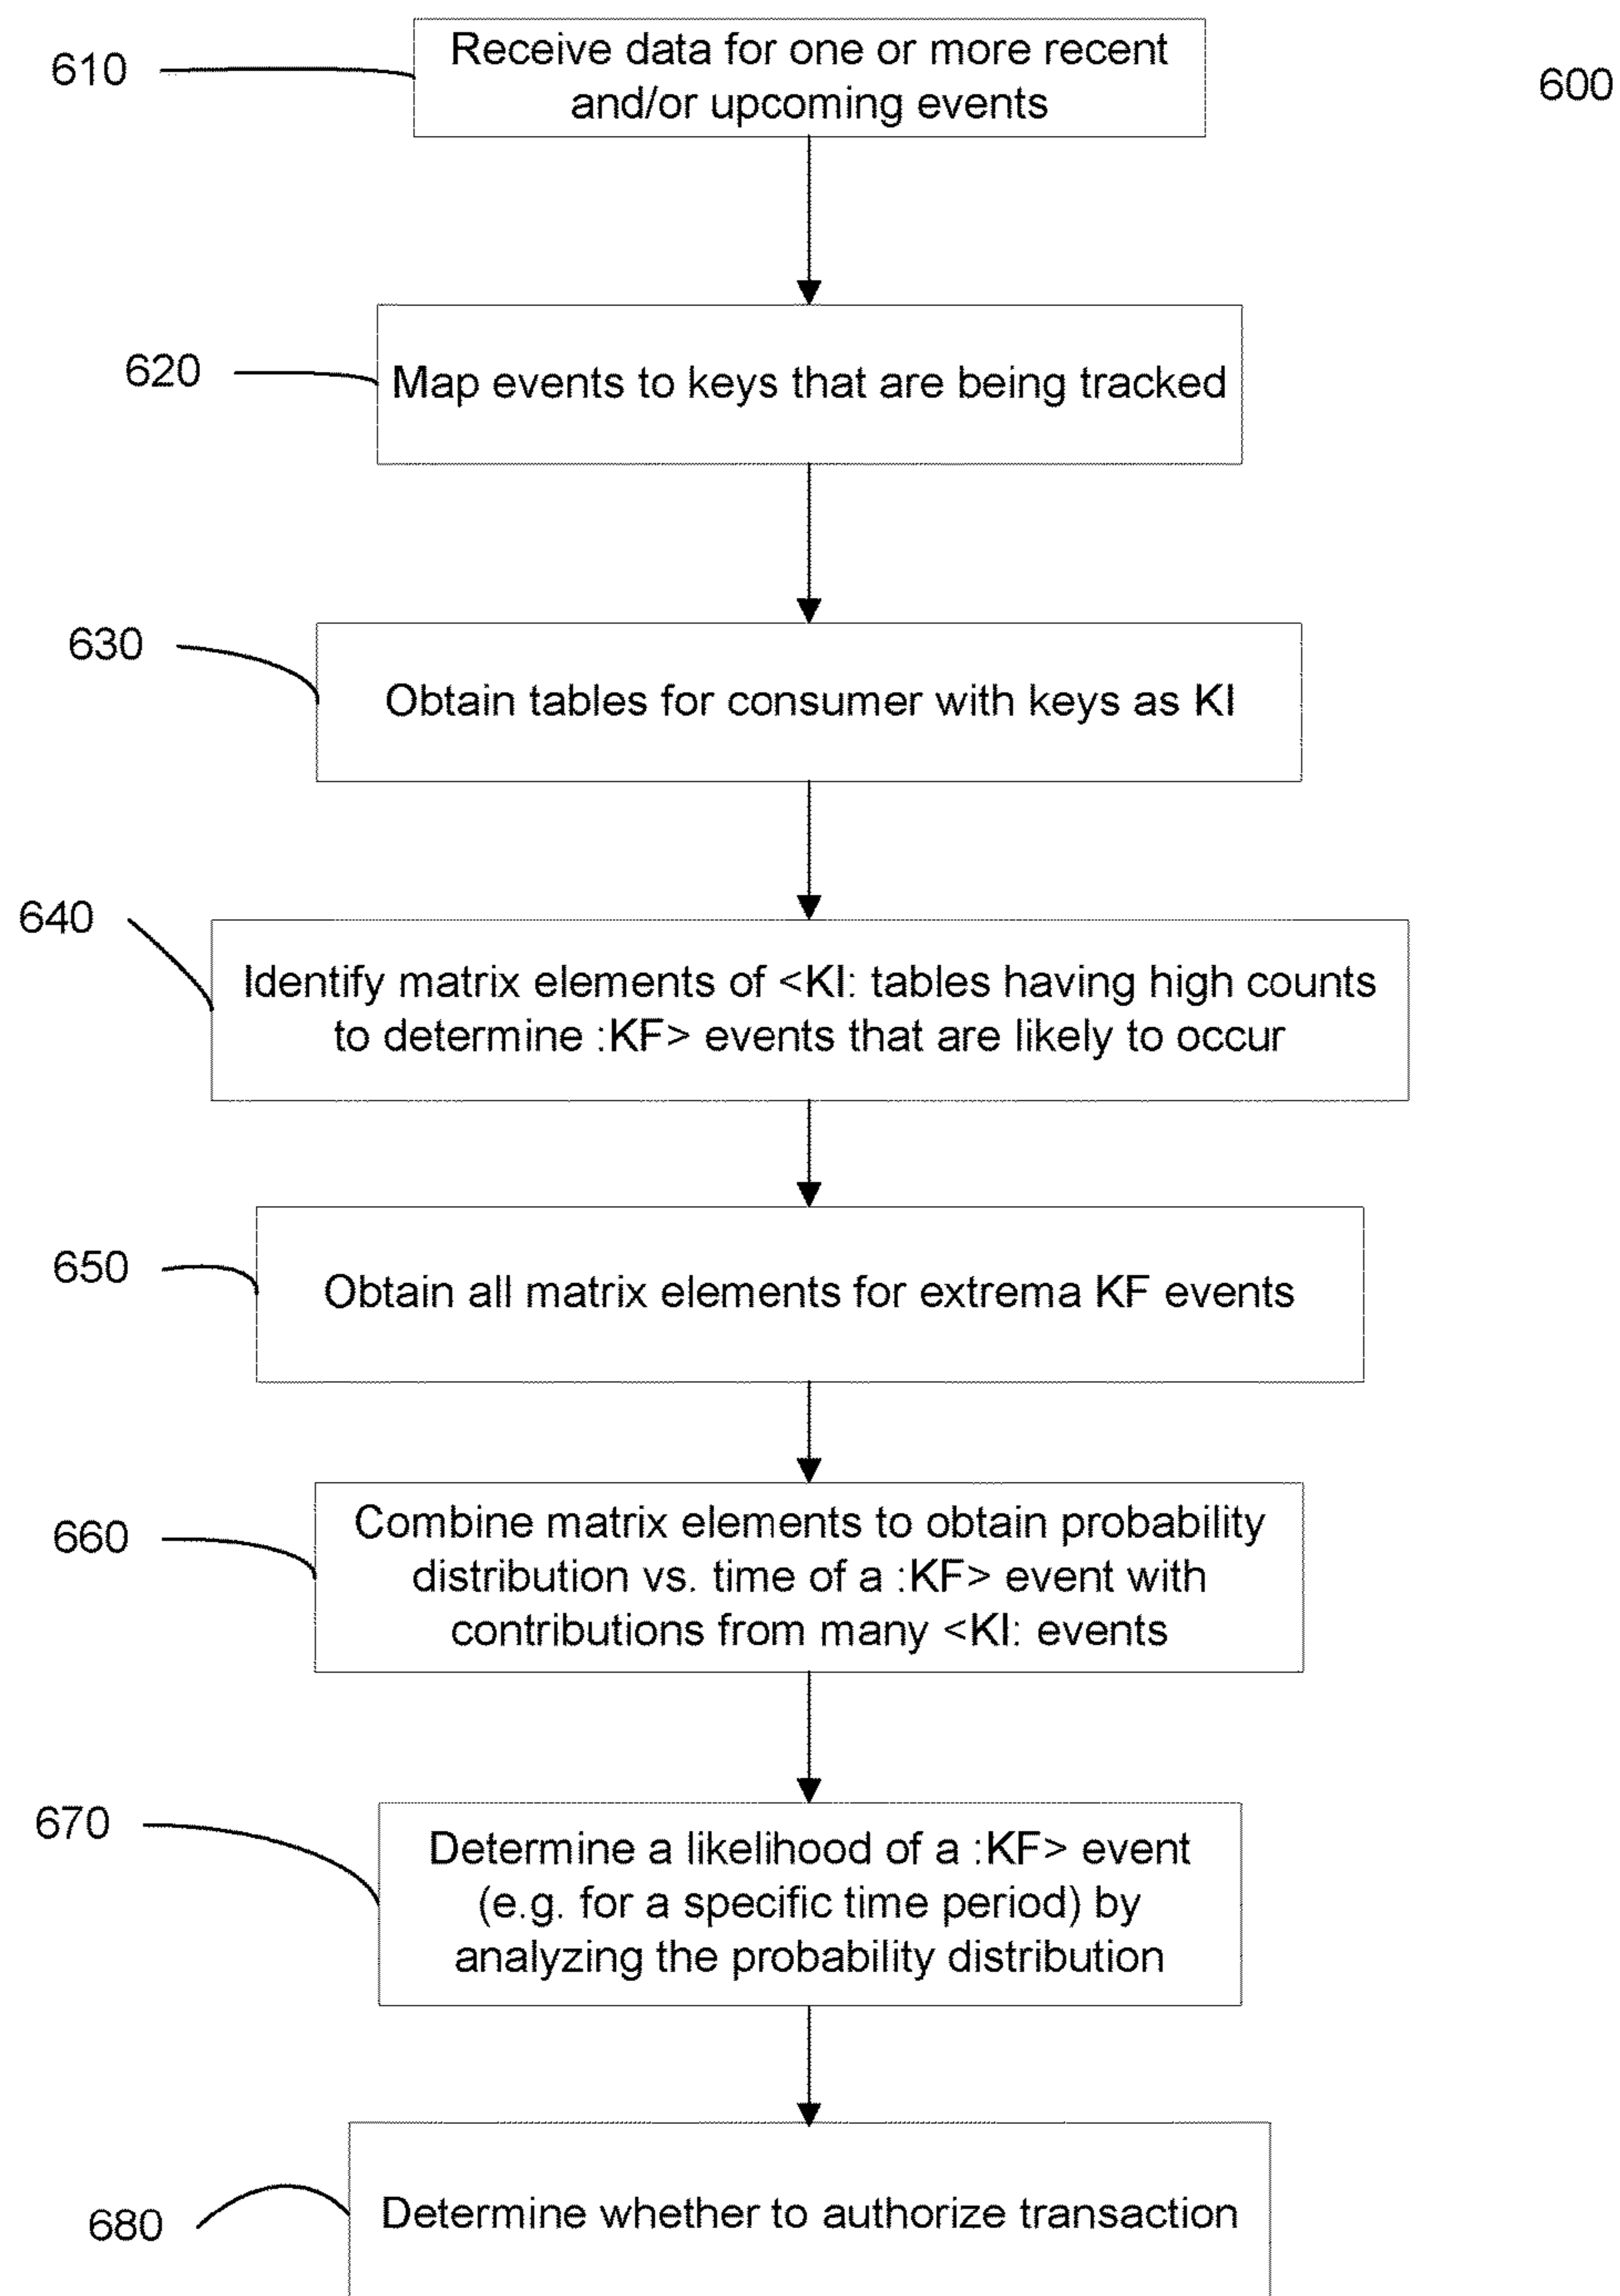 600
610
Receive data for one or more recent
and/or upcoming events
620
Map events to keys that are being tracked
630
Obtain tables for consumer with keys as KI
640
Identify matrix elements of <KI: tables having high counts
to determine :KF> events that are likely to occur
650
Obtain all matrix elements for extrema KF events
660
Combine matrix elements to obtain probability
distribution vs. time of a :KF> event with
contributions from many <KI: events
670
Determine a likelihood of a :KF> event
(e.g. for a specific time period) by
analyzing the probability distribution
680
Determine whether to authorize transaction